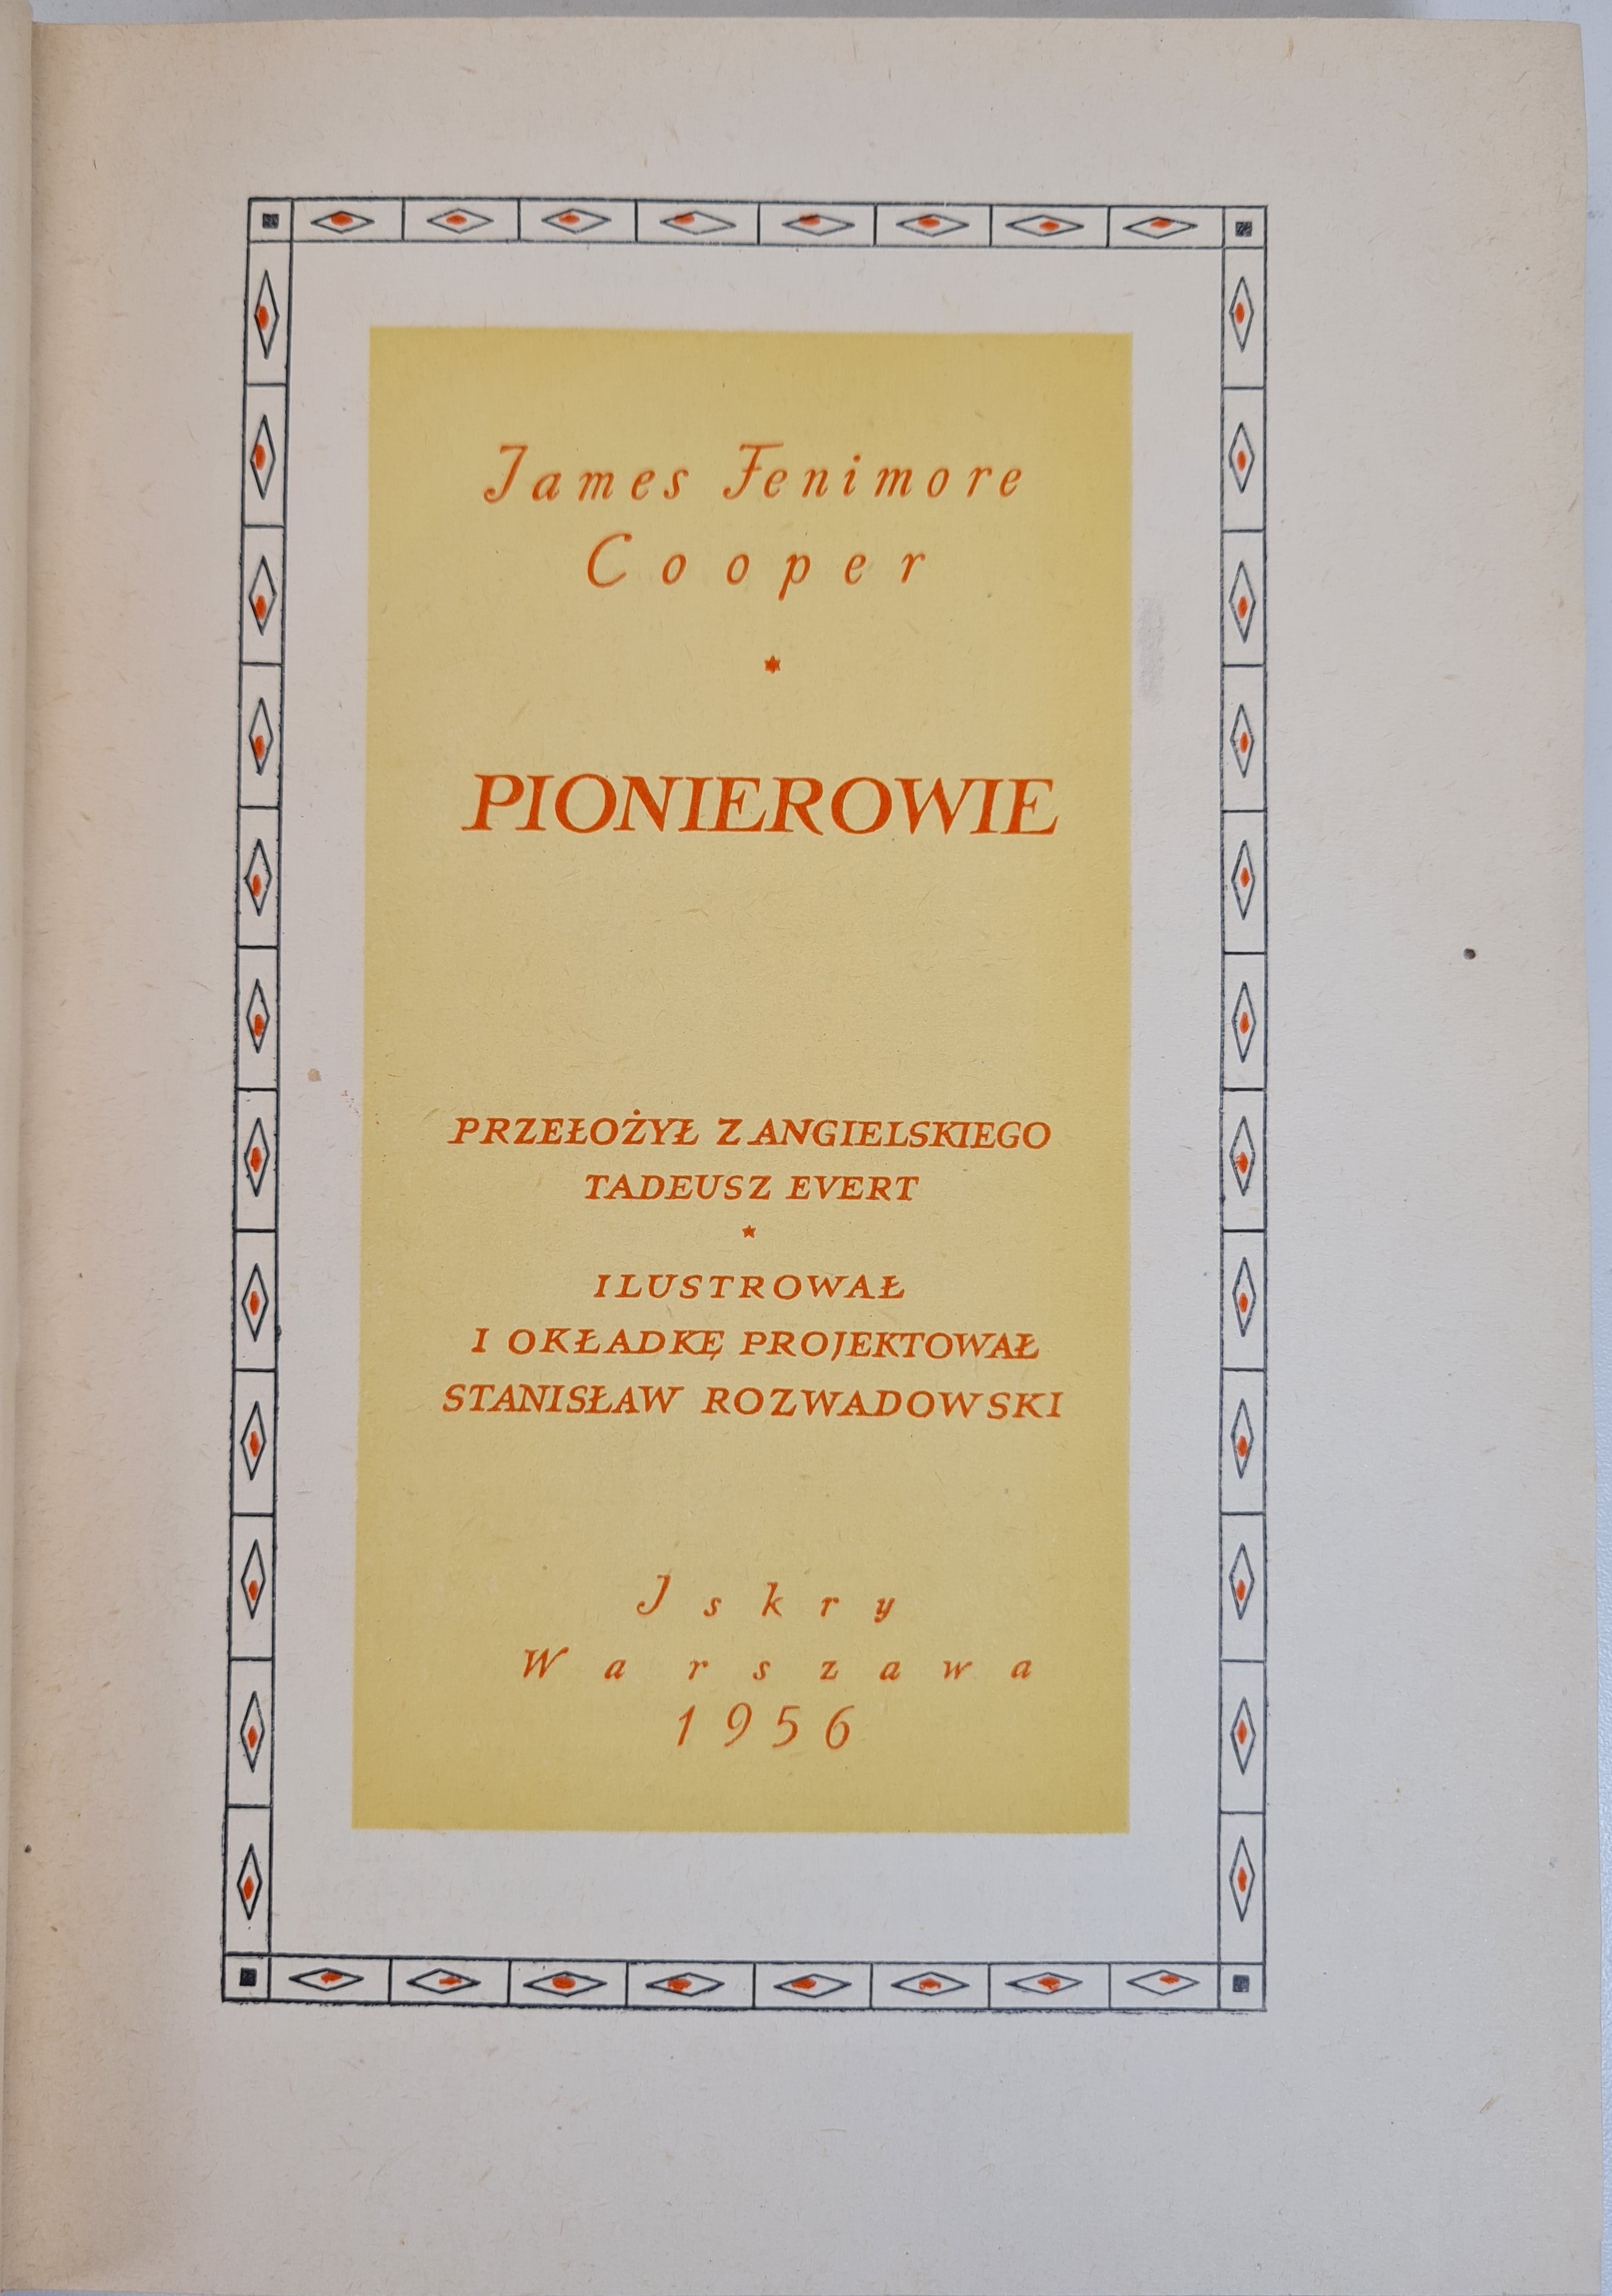 James Fenimore
Cooper
PIONIEROWIE
PRZEŁOŻYŁ Z ANGIELSKIEGO
TADEUSZ EVERT
ILUSTROWAŁ
I OKŁADKĘ PROJEKTOWAŁ
STANISŁAW ROZWADOWSKI
Iskry
Warszawa
1956